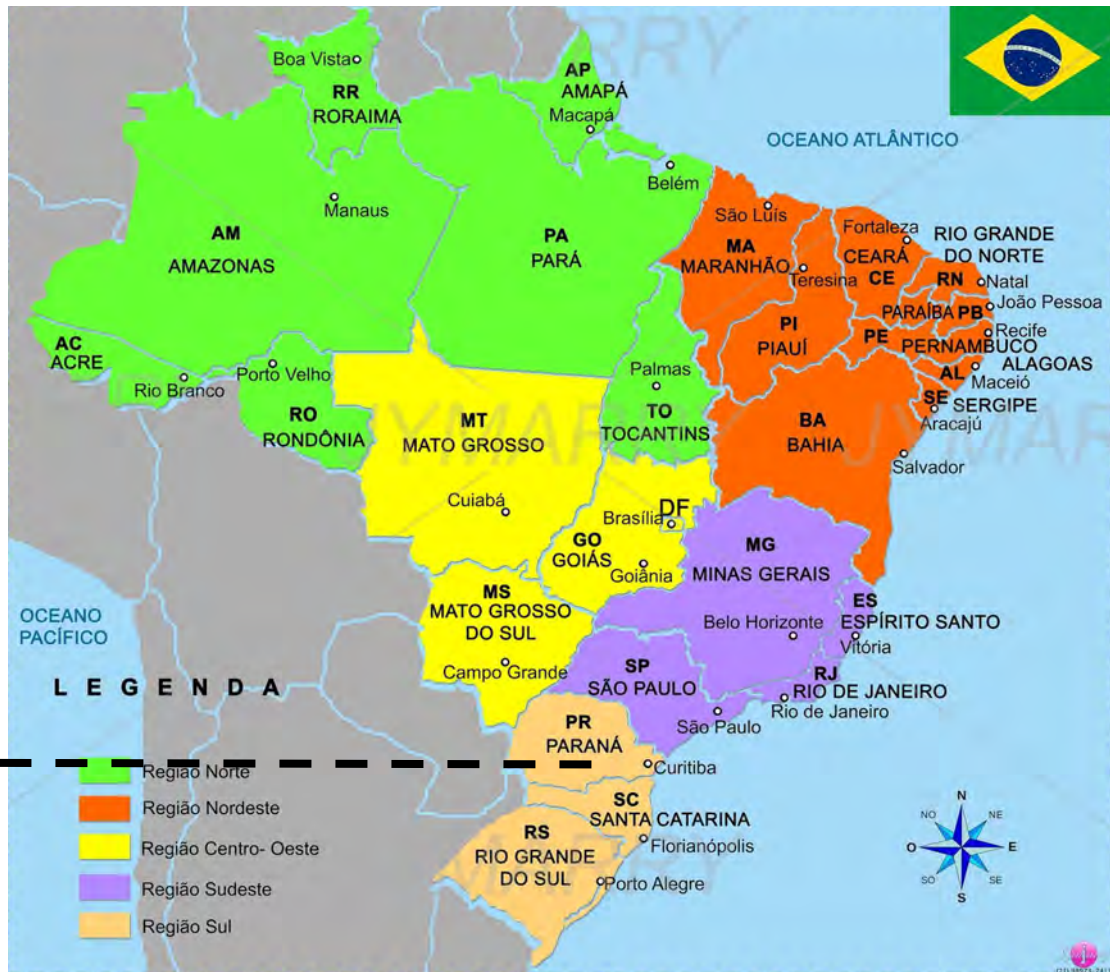 Boa Vista
RR
RORAIMA
AP
AMAPÁ
Macapá
OCEANO ATLÂNTICO
Belém
Manaus
AM
AMAZONAS
PA
PARÁ
São Luís
MA
MARANHÃO
Teresina
Fortaleza
CEARÁ
CE
RIO GRANDE
DO NORTE
RN
Natal
João Pessoa
PARAÍBA PB
Recife
PE
PERNAMBUCO
PI
PIAUÍ
ALAGOAS
AL
Maceió
SE
SERGIPE
Aracajú
AC
ACRE
Rio Branco
Porto Velho
RO
RONDÔNIA
MT
MATO GROSSO
Cuiabá
Palmas
TO
TOCANTINS
BA
BAHIA
Salvador
DF
Brasília
GO
GOIÁS
Goiânia
MG
MINAS GERAIS
Belo Horizonte
ES
ESPÍRITO SANTO
Vitória
MS
MATO GROSSO
DO SUL
Campo Grande
OCEANO
PACÍFICO
SP
SÃO PAULO
São Paulo
RJ
RIO DE JANEIRO
Rio de Janeiro
PR
PARANÁ
Curitiba
SC
SANTA CATARINA
Florianópolis
RS
RIO GRANDE
DO SUL
Porto Alegre
LEGENDA
Região Norte
Região Nordeste
Região Centro- Oeste
Região Sudeste
Região Sul
N
NO
NE
O
E
SO
SE
S
JYMARRY